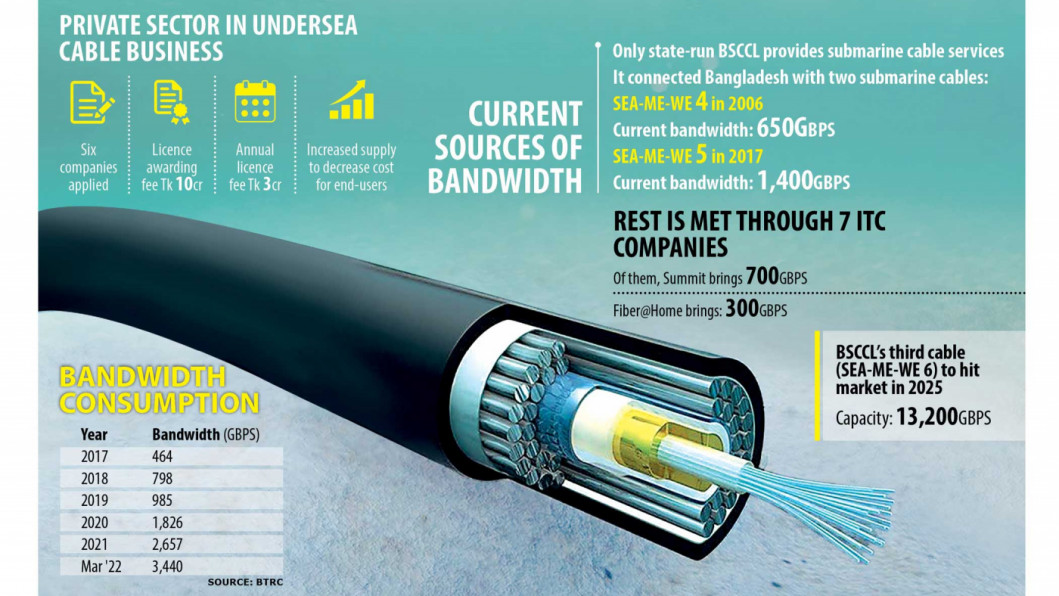 PRIVATE SECTOR IN UNDERSEA
CABLE BUSINESS
Six
companies
applied
Licence
awarding
fee Tk 10cr
Annual
licence
fee Tk 3cr
Increased supply
to decrease cost
for end-users
CURRENT
SOURCES OF
BANDWIDTH
Only state-run BSCCL provides submarine cable services
It connected Bangladesh with two submarine cables:
SEA-ME-WE 4 in 2006
Current bandwidth: 650GBPS
SEA-ME-WE 5 in 2017
Current bandwidth: 1,400GBPS
REST IS MET THROUGH 7 ITC
COMPANIES
Of them, Summit brings 700GBPS
Fiber@Home brings: 300GBPS
BSCCL's third cable
(SEA-ME-WE 6) to hit
market in 2025
Capacity: 13,200GBPS
BANDWIDTH
CONSUMPTION
Year Bandwidth (GBPS)
2017 464
2018 798
2019 985
2020 1,826
2021 2,657
Mar '22 3,440
SOURCE: BTRC